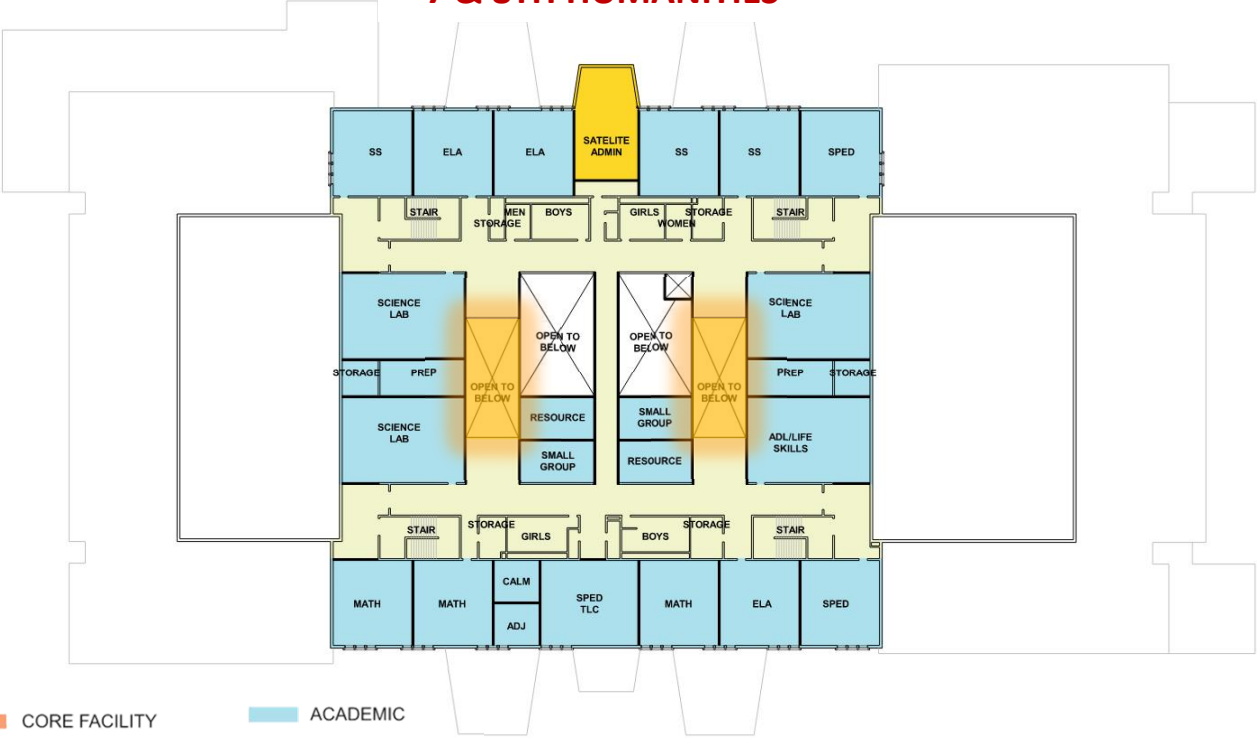 7 & 8TH HUMANITIES
SATELITE
ADMIN
SS
ELA
ELA
SS
SS
SPED
STAIR
MEN
STORAGE
BOYS
GIRLS
WOMEN
STORAGE
STAIR
SCIENCE
LAB
OPEN TO
BELOW
OPEN TO
BELOW
SCIENCE
LAB
STORAGE
PREP
OPEN TO
BELOW
OPEN TO
BELOW
PREP
STORAGE
RESOURCE
SMALL
GROUP
SCIENCE
LAB
ADL/LIFE
SKILLS
SMALL
GROUP
RESOURCE
STAIR
STORAGE
GIRLS
BOYS
STORAGE
STAIR
MATH
MATH
CALM
ADJ
SPED
TLC
MATH
ELA
SPED
CORE FACILITY
ACADEMIC